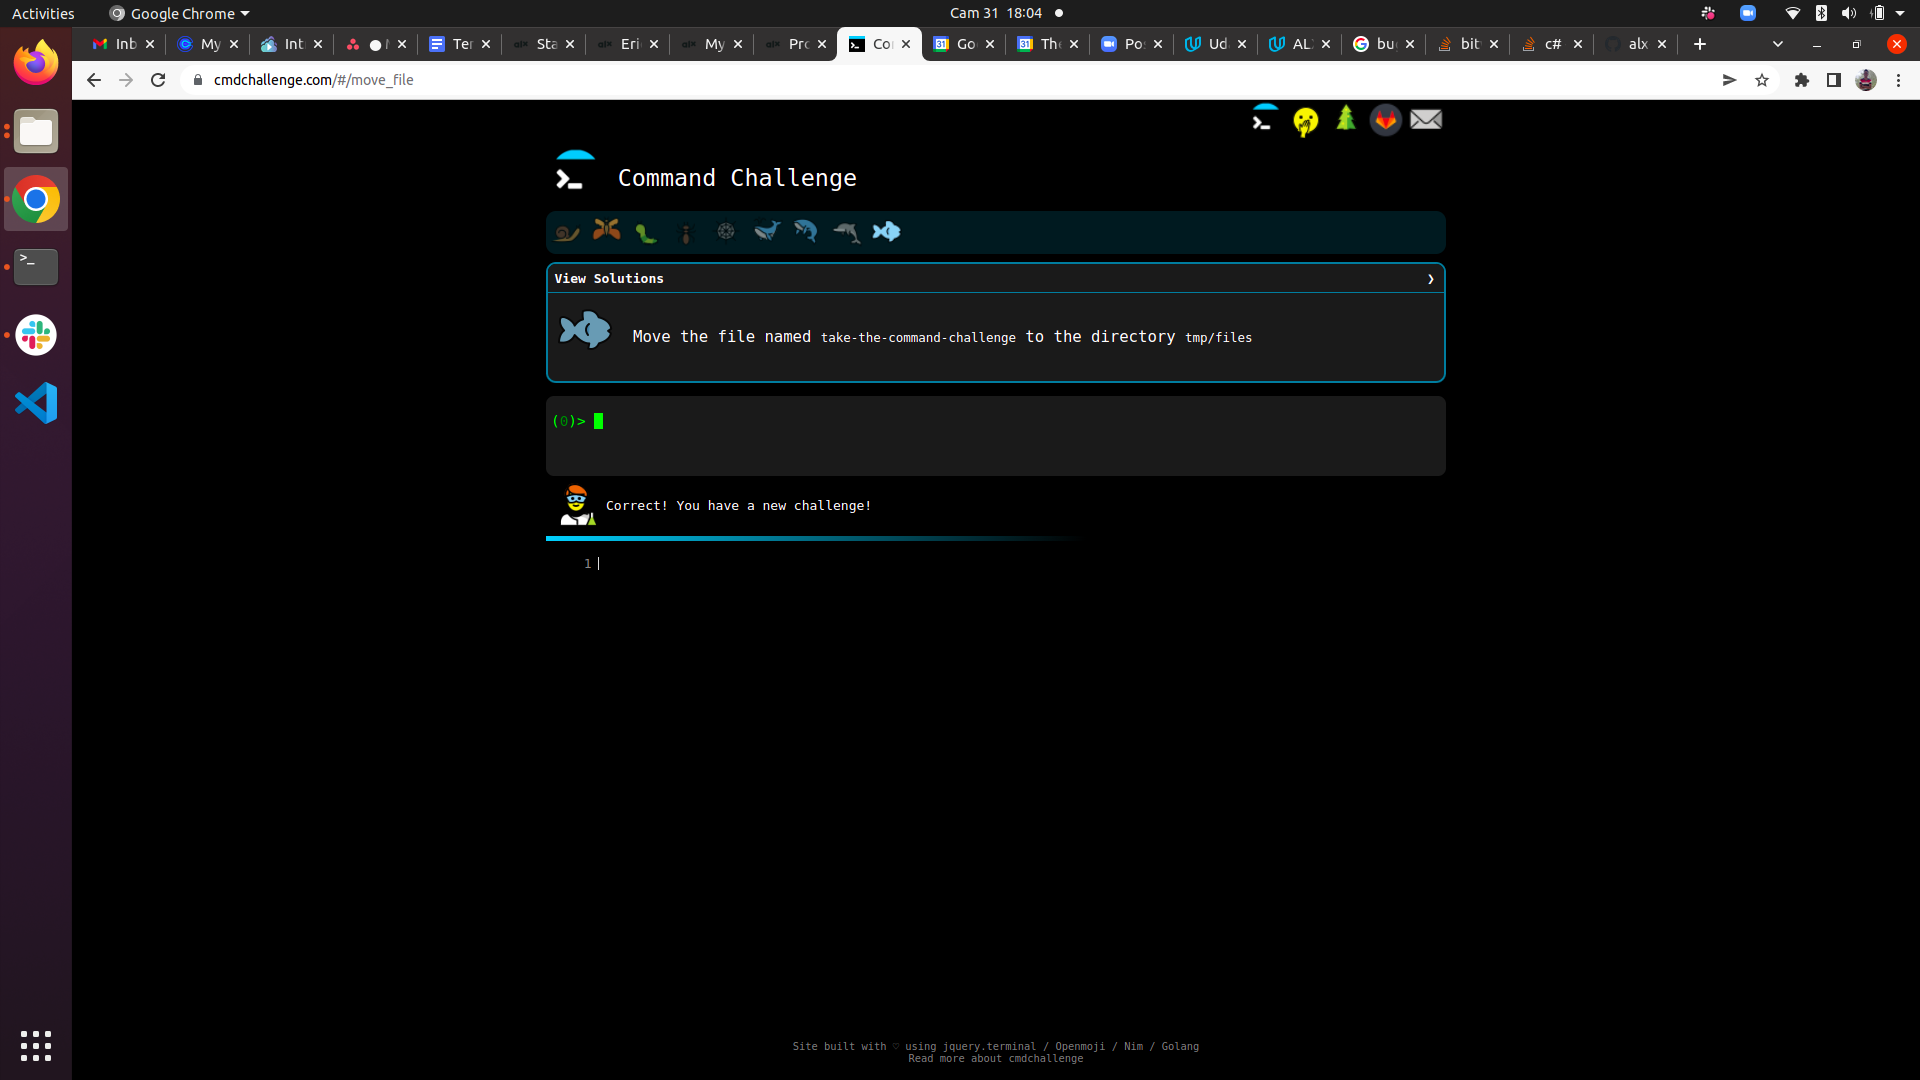 Activities Google Chrome Cam 31 18:04
Inb My Int Ter Sta Eri My Pro Co Go The Po Ud AL bu bit c# alx
cmdchallenge.com/#/move_file
Command Challenge
View Solutions
Move the file named take-the-command-challenge to the directory tmp/files
(0)>
Correct! You have a new challenge!
1
Site built with ♡ using jquery.terminal / Openmoji / Nim / Golang
Read more about cmdchallenge